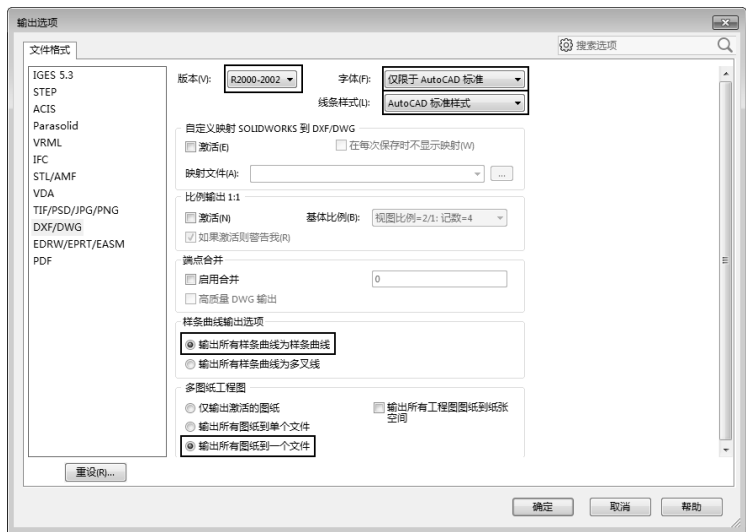 输出选项
文件格式
搜索选项
IGES 5.3
STEP
ACIS
Parasolid
VRML
IFC
STL/AMF
VDA
TIF/PSD/JPG/PNG
DXF/DWG
EDRW/EPRT/EASM
PDF
版本(V): R2000-2002 字体(F): 仅限于 AutoCAD 标准
线条样式(L): AutoCAD 标准样式
自定义映射 SOLIDWORKS 到 DXF/DWG
激活(E) 在每次保存时不显示映射(W)
映射文件(A): ...
比例输出 1:1
激活(N) 基体比例(B): 视图比例=2/1: 记数=4
如果激活则警告我(R)
端点合并
启用合并 0
高质量 DWG 输出
样条曲线输出选项
输出所有样条曲线为样条曲线
输出所有样条曲线为多叉线
多图纸工程图
仅输出激活的图纸 输出所有工程图图纸到纸张
空间
输出所有图纸到单个文件
输出所有图纸到一个文件
重设(R)...
确定 取消 帮助